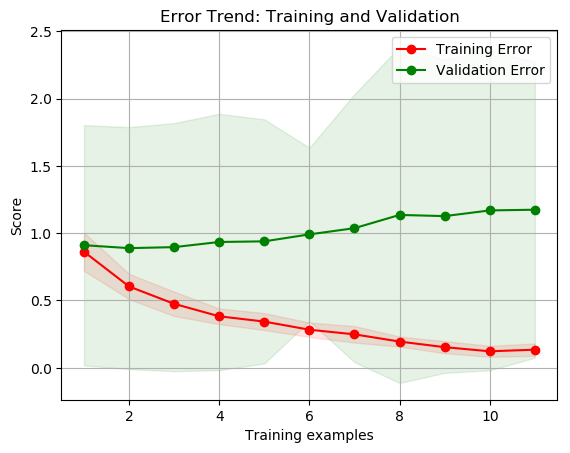 Error Trend: Training and Validation
Training Error
Validation Error
Score
2.5
2.0
1.5
1.0
0.5
0.0
2 4 6 8 10
Training examples